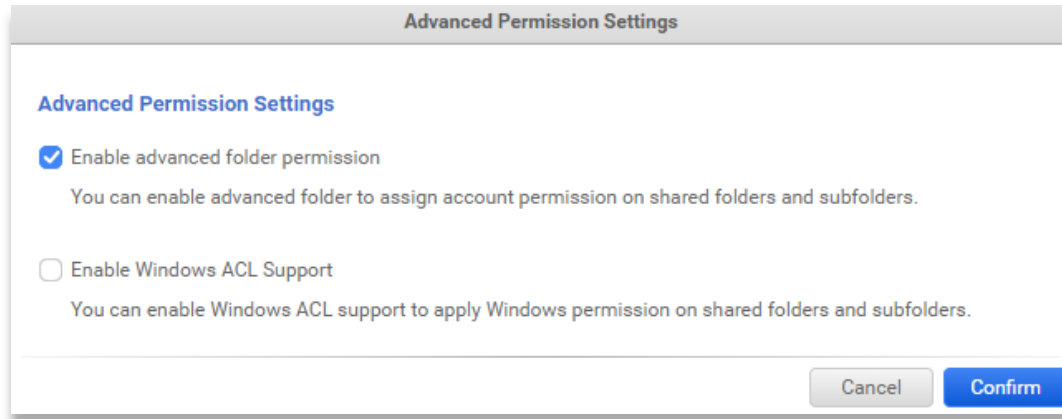 Advanced Permission Settings
Advanced Permission Settings
Enable advanced folder permission
You can enable advanced folder to assign account permission on shared folders and subfolders.
Enable Windows ACL Support
You can enable Windows ACL support to apply Windows permission on shared folders and subfolders.
Cancel Confirm